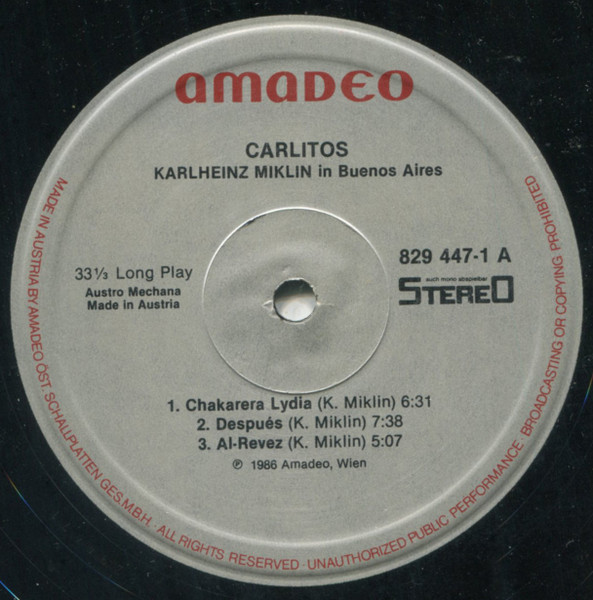 amaDEO
CARLITOS
KARLHEINZ MIKLIN in Buenos Aires
33⅓ Long Play
Austro Mechana
Made in Austria
829 447-1 A
auch mono abspielbar
STEREO
1. Chakarera Lydia (K. Miklin) 6:31
2. Después (K. Miklin) 7:38
3. Al-Revez (K. Miklin) 5:07
℗ 1986 Amadeo, Wien
MADE IN AUSTRIA BY AMADEO ÖST. SCHALLPLATTEN GES.M.B.H. · ALL RIGHTS RESERVED · UNAUTHORIZED PUBLIC PERFORMANCE · BROADCASTING OR COPYING PROHIBITED